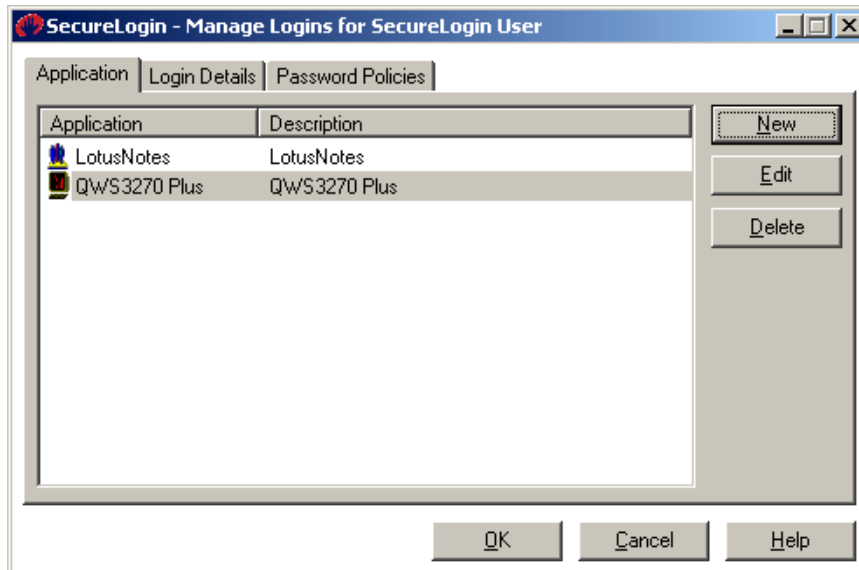 SecureLogin - Manage Logins for SecureLogin User
Application Login Details Password Policies
Application Description New
LotusNotes LotusNotes
QWS3270 Plus QWS3270 Plus Edit
Delete
OK Cancel Help